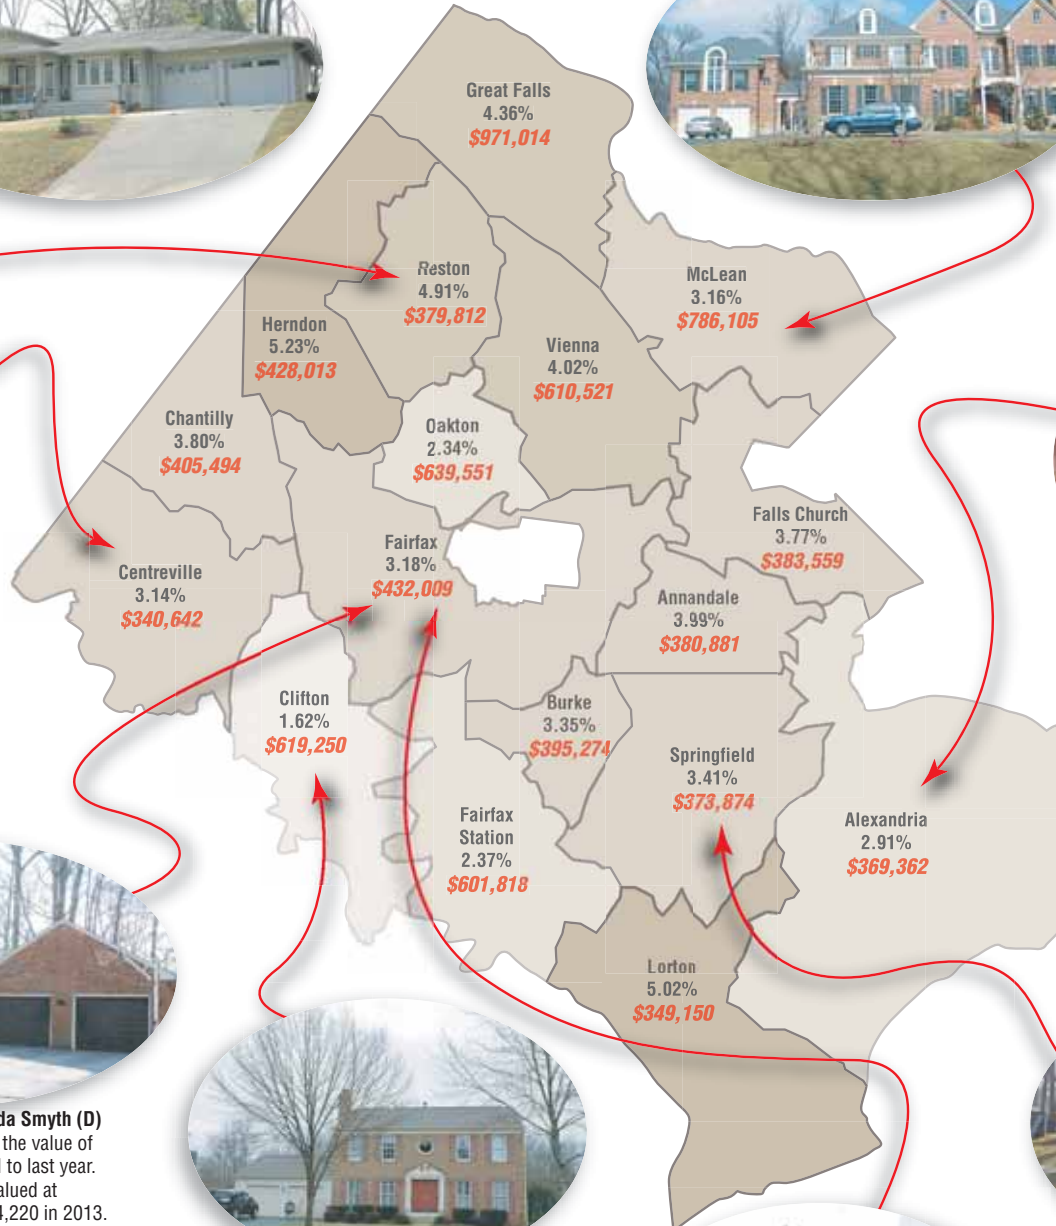 Great Falls
4.36%
$971,014
Reston
4.91%
$379,812
McLean
3.16%
$786,105
Herndon
5.23%
$428,013
Vienna
4.02%
$610,521
Chantilly
3.80%
$405,494
Oakton
2.34%
$639,551
Falls Church
3.77%
$383,559
Fairfax
3.18%
$432,009
Centreville
3.14%
$340,642
Annandale
3.99%
$380,881
Clifton
1.62%
$619,250
Burke
3.35%
$395,274
Springfield
3.41%
$373,874
Fairfax
Station
2.37%
$601,818
Alexandria
2.91%
$369,362
Lorton
5.02%
$349,150
da Smyth (D)
the value of
to last year.
alued at
4,220 in 2013.